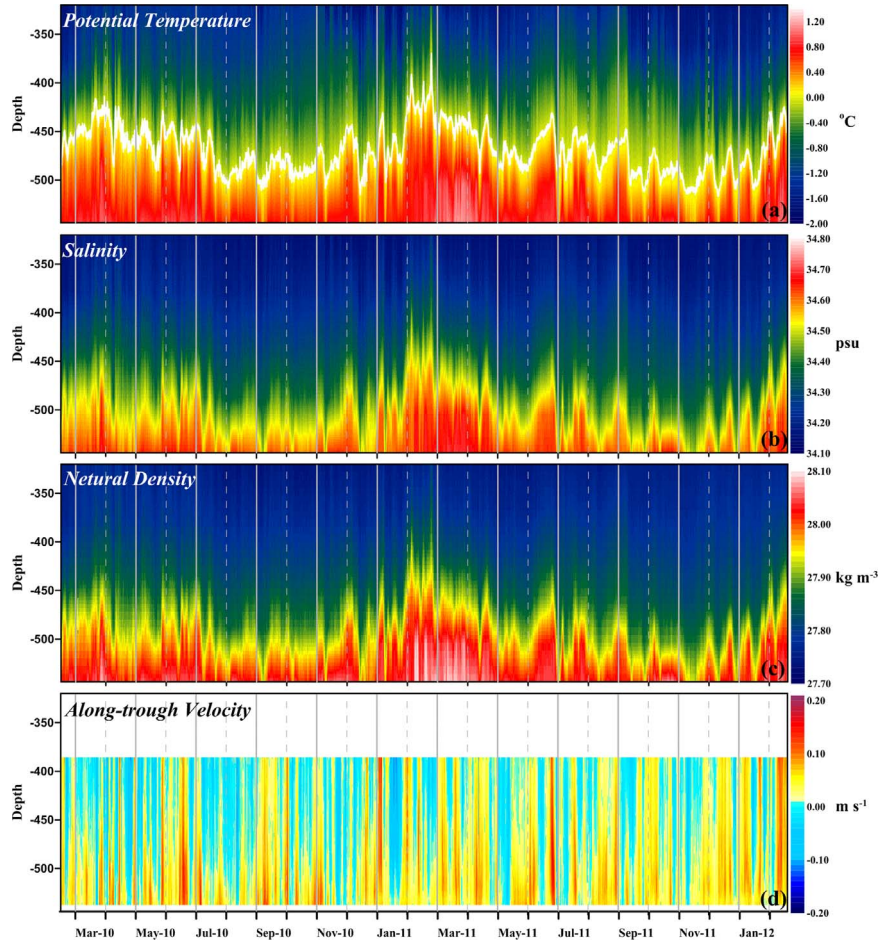 Potential Temperature
Depth
-350
-400
-450
-500
(a)
1.20
0.80
0.40
0.00
-0.40
-0.80
-1.20
-1.60
-2.00
°C
Salinity
Depth
-350
-400
-450
-500
(b)
34.80
34.70
34.60
34.50
34.40
34.30
34.20
34.10
psu
Netural Density
Depth
-350
-400
-450
-500
(c)
28.10
28.00
27.90
27.80
27.70
kg m⁻³
Along-trough Velocity
Depth
-350
-400
-450
-500
(d)
0.20
0.10
0.00
-0.10
-0.20
m s⁻¹
Mar-10 May-10 Jul-10 Sep-10 Nov-10 Jan-11 Mar-11 May-11 Jul-11 Sep-11 Nov-11 Jan-12